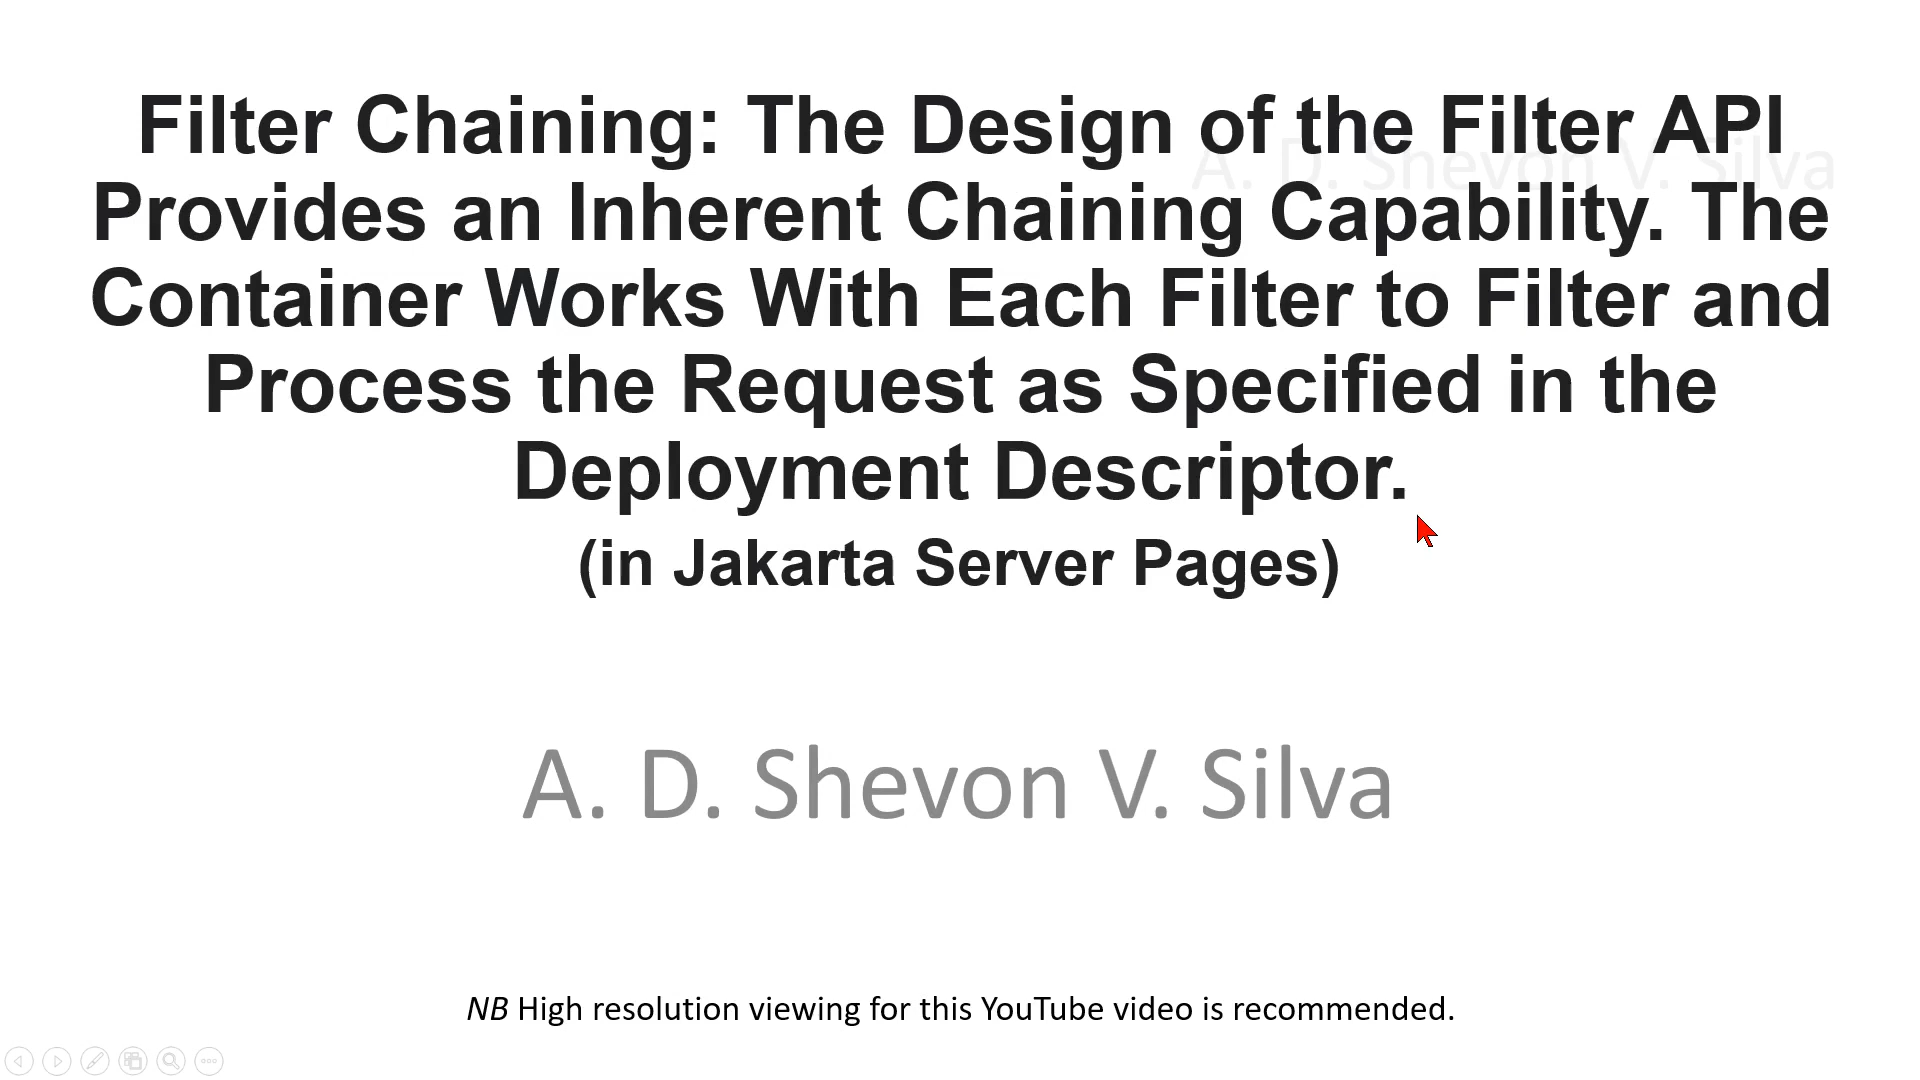 Filter Chaining: The Design of the Filter API
A. D. Shevon V. Silva
Provides an Inherent Chaining Capability. The
Container Works With Each Filter to Filter and
Process the Request as Specified in the
Deployment Descriptor.
(in Jakarta Server Pages)
A. D. Shevon V. Silva
NB High resolution viewing for this YouTube video is recommended.